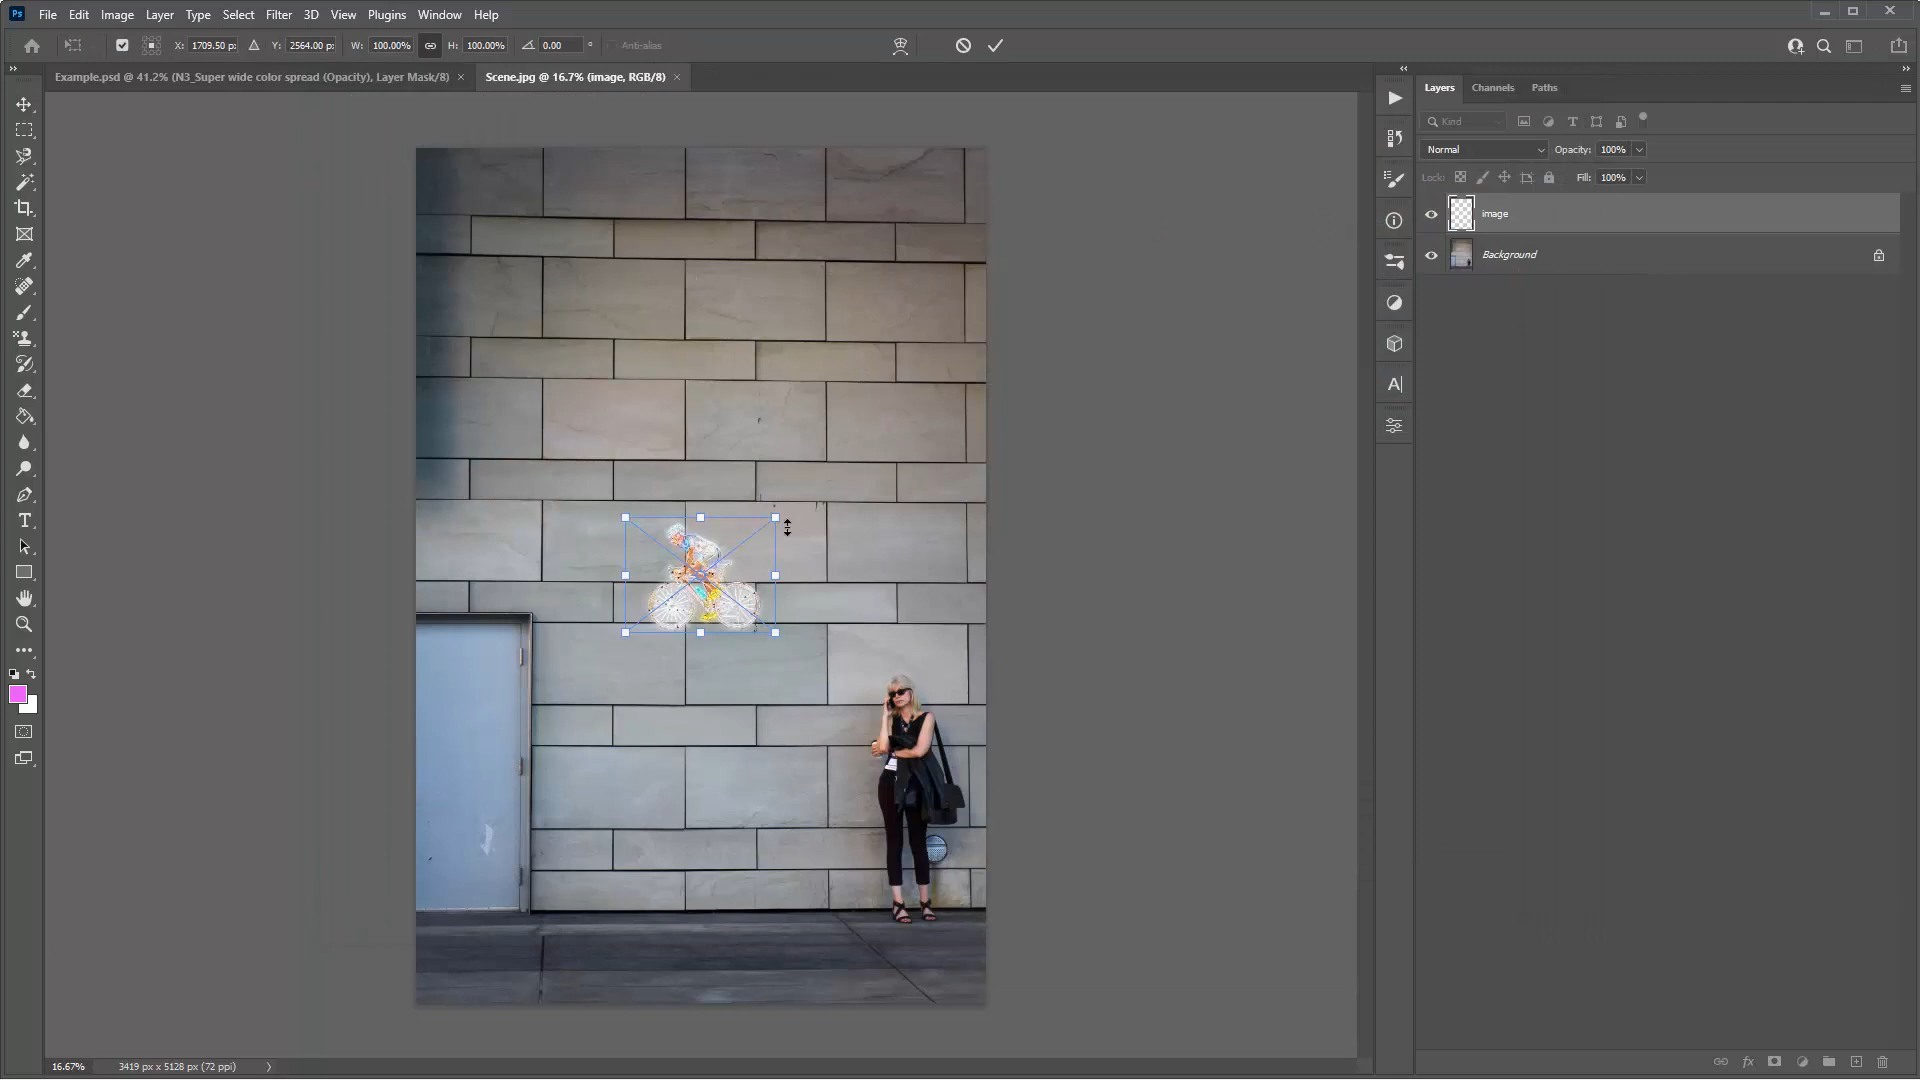 Ps File Edit Image Layer Type Select Filter 3D View Plugins Window Help
X: 1709.50 px Y: 2564.00 px W: 100.00% H: 100.00% 0.00 ° Anti-alias
Example.psd @ 41.2% (N3_Super wide color spread (Opacity), Layer Mask/8) × Scene.jpg @ 16.7% (image, RGB/8) ×
Layers Channels Paths
Kind
Normal Opacity: 100%
Lock: Fill: 100%
image
Background
16.67% 3419 px x 5128 px (72 ppi)